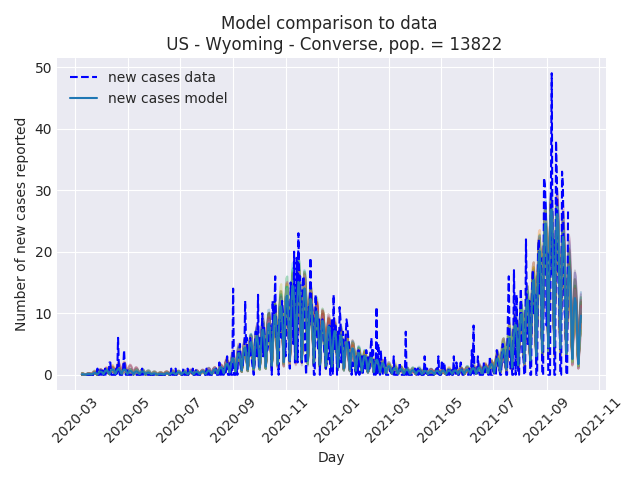 Model comparison to data
US - Wyoming - Converse, pop. = 13822
new cases data
new cases model
Number of new cases reported
50
40
30
20
10
0
2020-03
2020-05
2020-07
2020-09
2020-11
2021-01
2021-03
2021-05
2021-07
2021-09
2021-11
Day